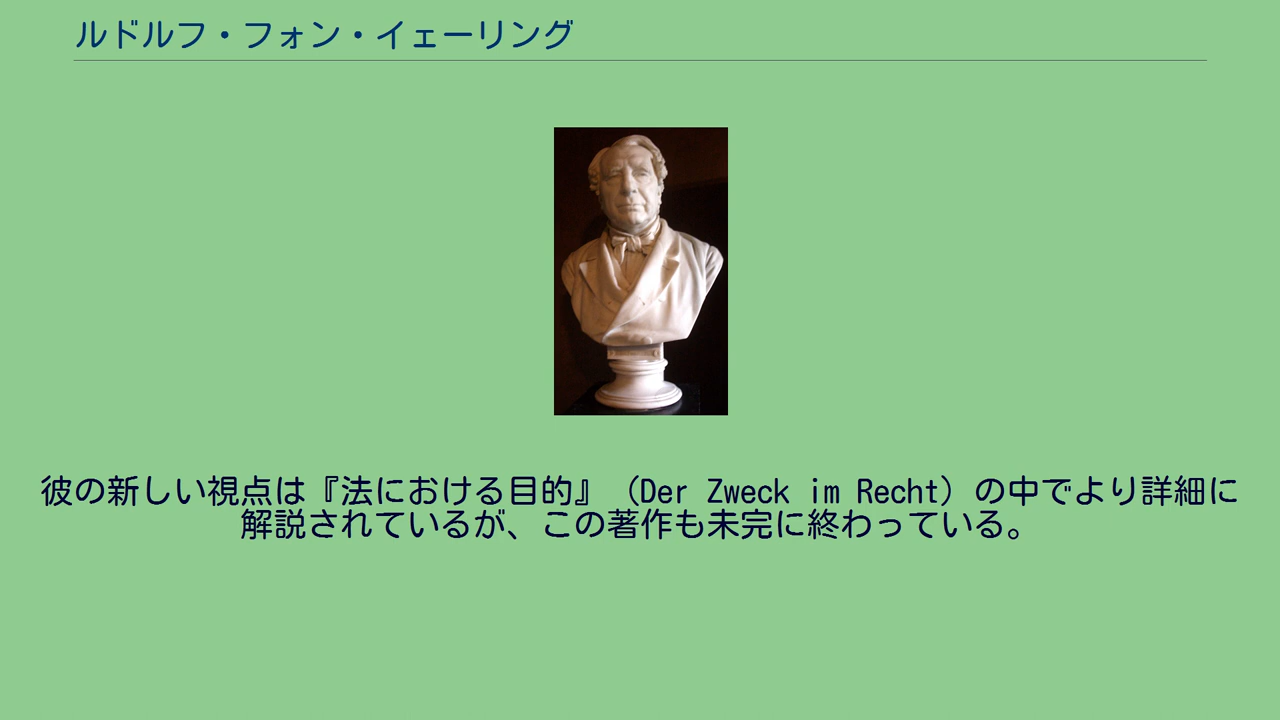 ルドルフ・フォン・イェーリング
彼の新しい視点は『法における目的』（Der Zweck im Recht）の中でより詳細に
解説されているが、この著作も未完に終わっている。